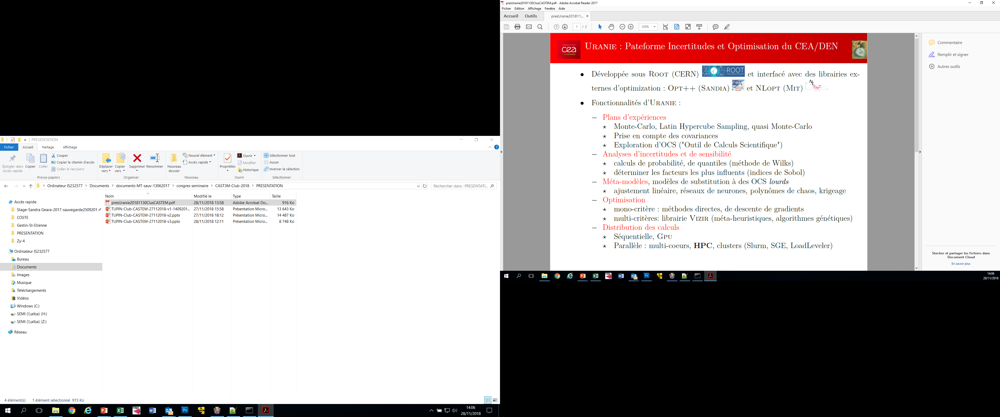 PRESENTATION
Fichier Accueil Partage Affichage
Épingler dans Accès rapide
Copier
Coller
Couper
Copier le chemin d'accès
Coller le raccourci
Presse-papiers
Déplacer vers
Copier vers
Supprimer
Renommer
Organiser
Nouveau dossier
Nouvel élément
Accès rapide
Nouveau
Propriétés
Ouvrir
Modifier
Historique
Ouvrir
Sélectionner tout
Aucun
Inverser la sélection
Sélectionner
Ordinateur IS232577 > Documents > documents-MT-sauv-13062017 > congres-seminaire > CAST3M-Club-2018 > PRESENTATION
Rechercher dans : PRESENTATI...
Nom Modifié le Type Taille
presUranie20181130ClusCASTEM.pdf 28/11/2018 13:58 Adobe Acrobat Do... 916 Ko
TUPIN-Club-CASTEM-27112018-v1-1409201... 27/11/2018 15:58 Présentation Micro... 13 643 Ko
TUPIN-Club-CASTEM-27112018-v2.pptx 27/11/2018 18:12 Présentation Micro... 14 487 Ko
TUPIN-Club-CASTEM-27112018-v3.pptx 28/11/2018 12:11 Présentation Micro... 8 748 Ko
Accès rapide
Stage-Sandra Geara-2017-sauvegarde2509201
COSTE
Gestin-St-Etienne
PRESENTATION
Zy-4
Ordinateur IS232577
Bureau
Documents
Images
Musique
Téléchargements
Vidéos
Windows (C:)
SEMI (\\alba) (H:)
SEMI (\\alba) (Z:)
Réseau
4 élément(s) 1 élément sélectionné 915 Ko
14:06
28/11/2018
presUranie20181130ClusCASTEM.pdf - Adobe Acrobat Reader 2017
Fichier Edition Affichage Fenêtre Aide
Accueil Outils presUranie201811... ×
1 / 2 133%
cea
URANIE : Pateforme Incertitudes et Optimisation du CEA/DEN
• Développée sous ROOT (CERN) ROOT et interfacé avec des librairies ex-
ternes d'optimization : OPT++ (SANDIA) OPT++ et NLOPT (MIT) NLOPT
• Fonctionnalités d'URANIE :
– Plans d'expériences
⋆ Monte-Carlo, Latin Hypercube Sampling, quasi Monte-Carlo
⋆ Prise en compte des covariances
⋆ Exploration d'OCS ("Outil de Calculs Scientifique")
– Analyses d'incertitudes et de sensibilité
⋆ calculs de probabilité, de quantiles (méthode de Wilks)
⋆ déterminer les facteurs les plus influents (indices de Sobol)
– Méta-modèles, modèles de substitution à des OCS lourds
⋆ ajustement linéaire, réseaux de neurones, polynômes de chaos, krigeage
– Optimisation
⋆ mono-critère : méthodes directes, de descente de gradients
⋆ multi-critères: librairie VIZIR (méta-heuristiques, algorithmes génétiques)
– Distribution des calculs
⋆ Séquentielle, GPU
⋆ Parallèle : multi-coeurs, HPC, clusters (Slurm, SGE, LoadLeveler)
Commentaire
Remplir et signer
Autres outils
Stocker et partager les fichiers dans
Document Cloud
En savoir plus
14:06
28/11/2018